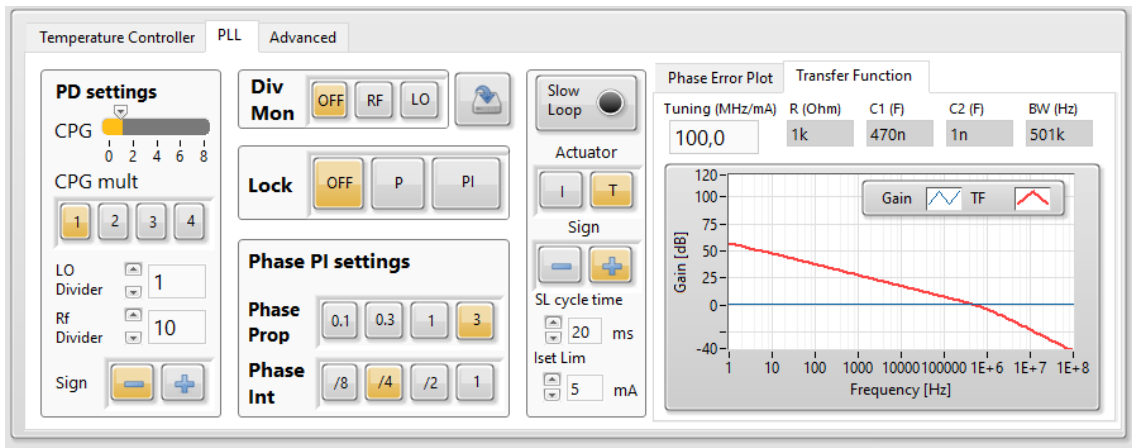 Temperature Controller PLL Advanced
PD settings
CPG
0 2 4 6 8
CPG mult
1 2 3 4
LO Divider 1
Rf Divider 10
Sign
Div Mon OFF RF LO
Lock OFF P PI
Phase PI settings
Phase Prop 0.1 0.3 1 3
Phase Int /8 /4 /2 1
Slow Loop
Actuator
I T
Sign
SL cycle time
20 ms
Iset Lim
5 mA
Phase Error Plot Transfer Function
Tuning (MHz/mA) R (Ohm) C1 (F) C2 (F) BW (Hz)
100,0 1k 470n 1n 501k
Gain TF
Gain [dB]
120
100
75
50
25
0
-40
1 10 100 1000 10000 100000 1E+6 1E+7 1E+8
Frequency [Hz]